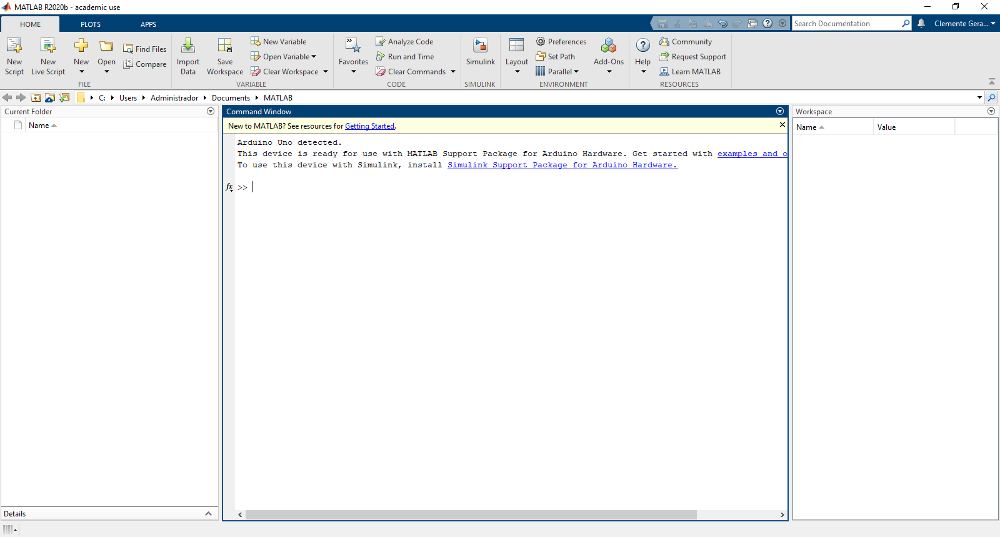 MATLAB R2020b - academic use
HOME PLOTS APPS
Search Documentation
Clemente Gera...
New Script
New Live Script
New
Open
Find Files
Compare
FILE
Import Data
Save Workspace
New Variable
Open Variable
Clear Workspace
VARIABLE
Favorites
Analyze Code
Run and Time
Clear Commands
CODE
Simulink
SIMULINK
Layout
Preferences
Set Path
Parallel
Add-Ons
ENVIRONMENT
Help
Community
Request Support
Learn MATLAB
RESOURCES
C: Users Administrador Documents MATLAB
Current Folder
Name
Details
Command Window
New to MATLAB? See resources for Getting Started.
Arduino Uno detected.
This device is ready for use with MATLAB Support Package for Arduino Hardware. Get started with examples and o
To use this device with Simulink, install Simulink Support Package for Arduino Hardware.
fx >>
Workspace
Name Value